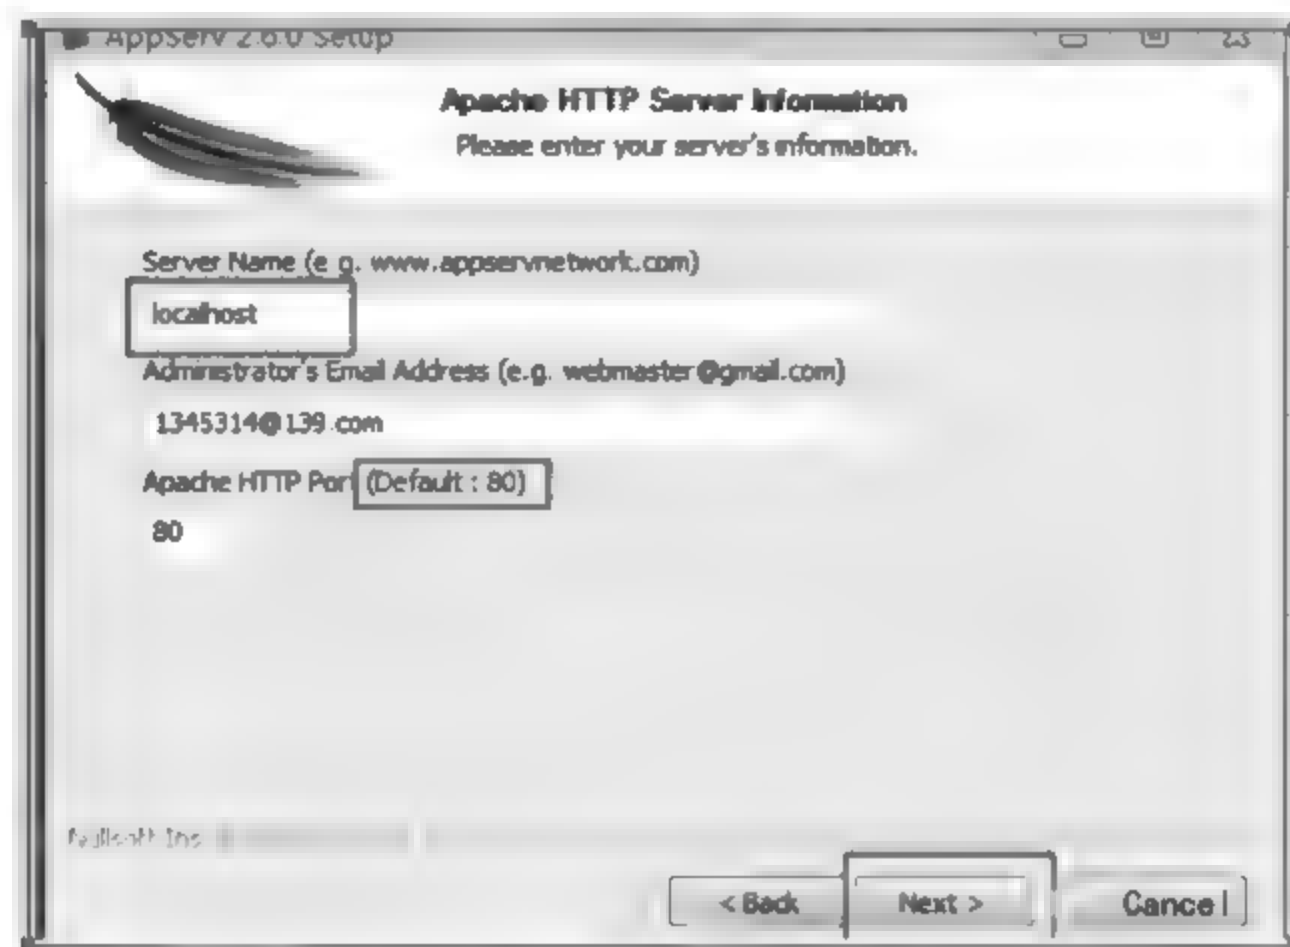 AppServ 2.6.0 Setup
Apache HTTP Server Information
Please enter your server's information.
Server Name (e g. www.appservnetwork.com)
localhost
Administrator's Email Address (e.g. webmaster@gmail.com)
1345314@139.com
Apache HTTP Port (Default : 80)
80
Nullsoft Ins
< Back Next > Cancel